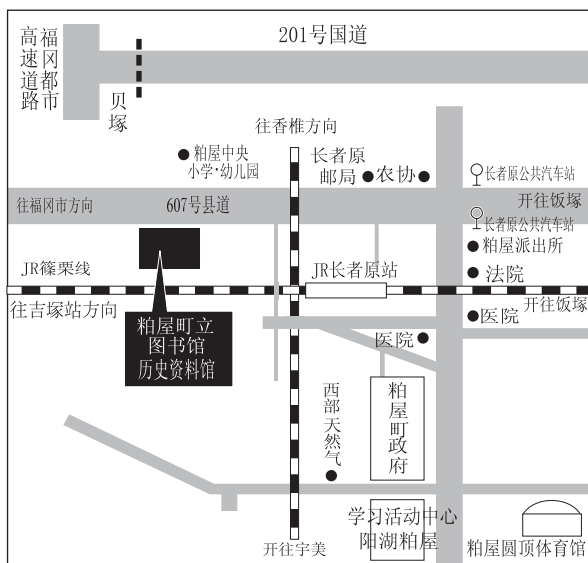 201号国道
福冈都市
高速道路
贝塚
往香椎方向
粕屋中央
小学·幼儿园
长者原
邮局
农协
长者原公共汽车站
往福冈市方向
607号县道
开往饭塚
长者原公共汽车站
粕屋派出所
JR篠栗线
JR长者原站
法院
往吉塚站方向
开往饭塚
粕屋町立
图书馆
历史资料馆
医院
医院
西部天然气
粕屋町政府
学习活动中心
阳湖粕屋
开往宇美
粕屋圆顶体育馆